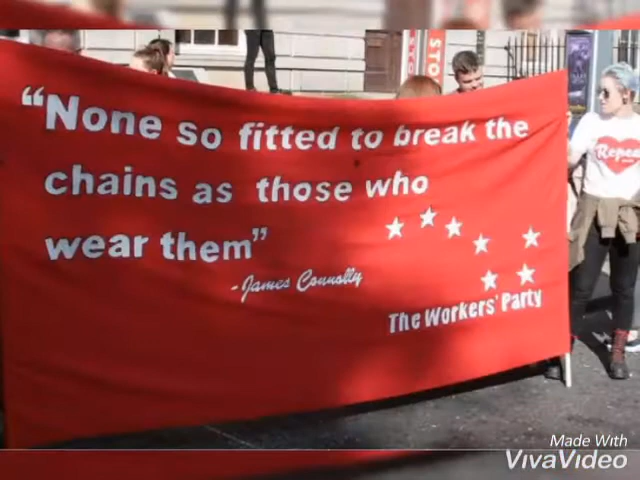 STOP
"None so fitted to break the
chains as those who
wear them"
-James Connolly
The Workers' Party
Repeal
Made With
VivaVideo